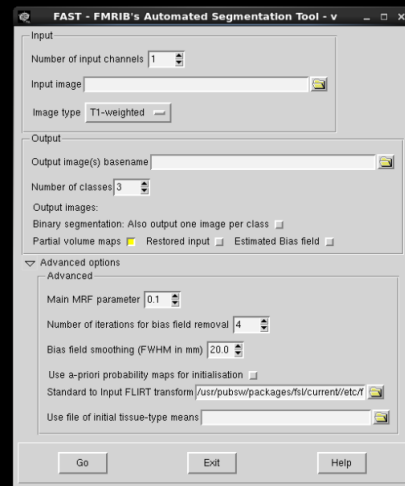 FAST - FMRIB's Automated Segmentation Tool - v
Input
Number of input channels 1
Input image
Image type T1-weighted
Output
Output image(s) basename
Number of classes 3
Output images:
Binary segmentation: Also output one image per class
Partial volume maps Restored input Estimated Bias field
Advanced options
Advanced
Main MRF parameter 0.1
Number of iterations for bias field removal 4
Bias field smoothing (FWHM in mm) 20.0
Use a-priori probability maps for initialisation
Standard to Input FLIRT transform /usr/pubsw/packages/fsl/current//etc/f
Use file of initial tissue-type means
Go Exit Help